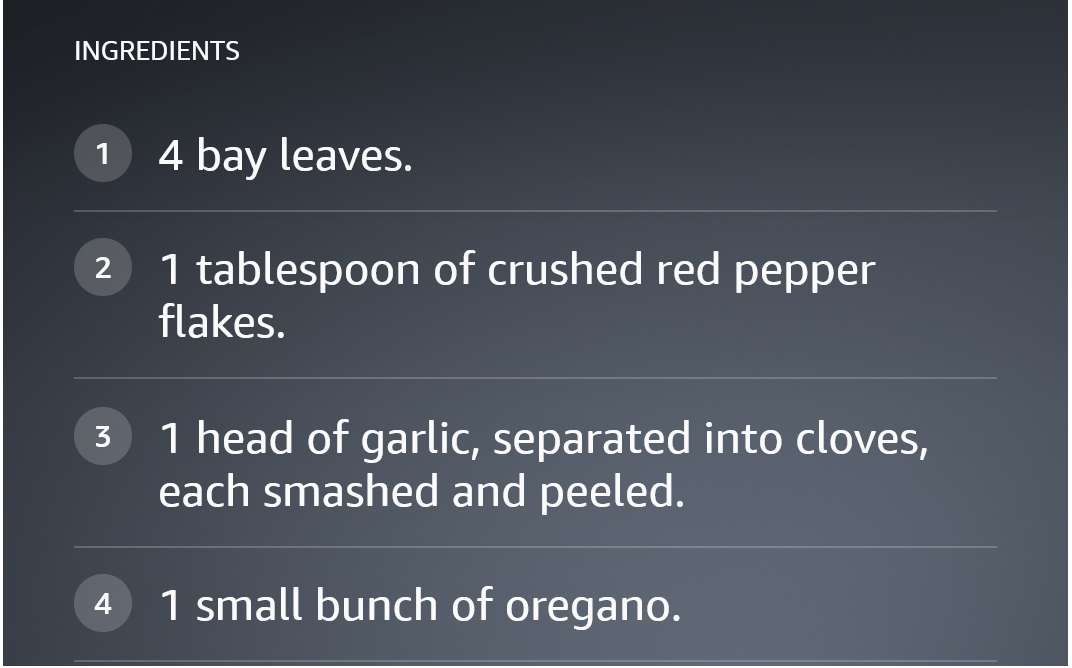 INGREDIENTS
1 4 bay leaves.
2 1 tablespoon of crushed red pepper
flakes.
3 1 head of garlic, separated into cloves,
each smashed and peeled.
4 1 small bunch of oregano.